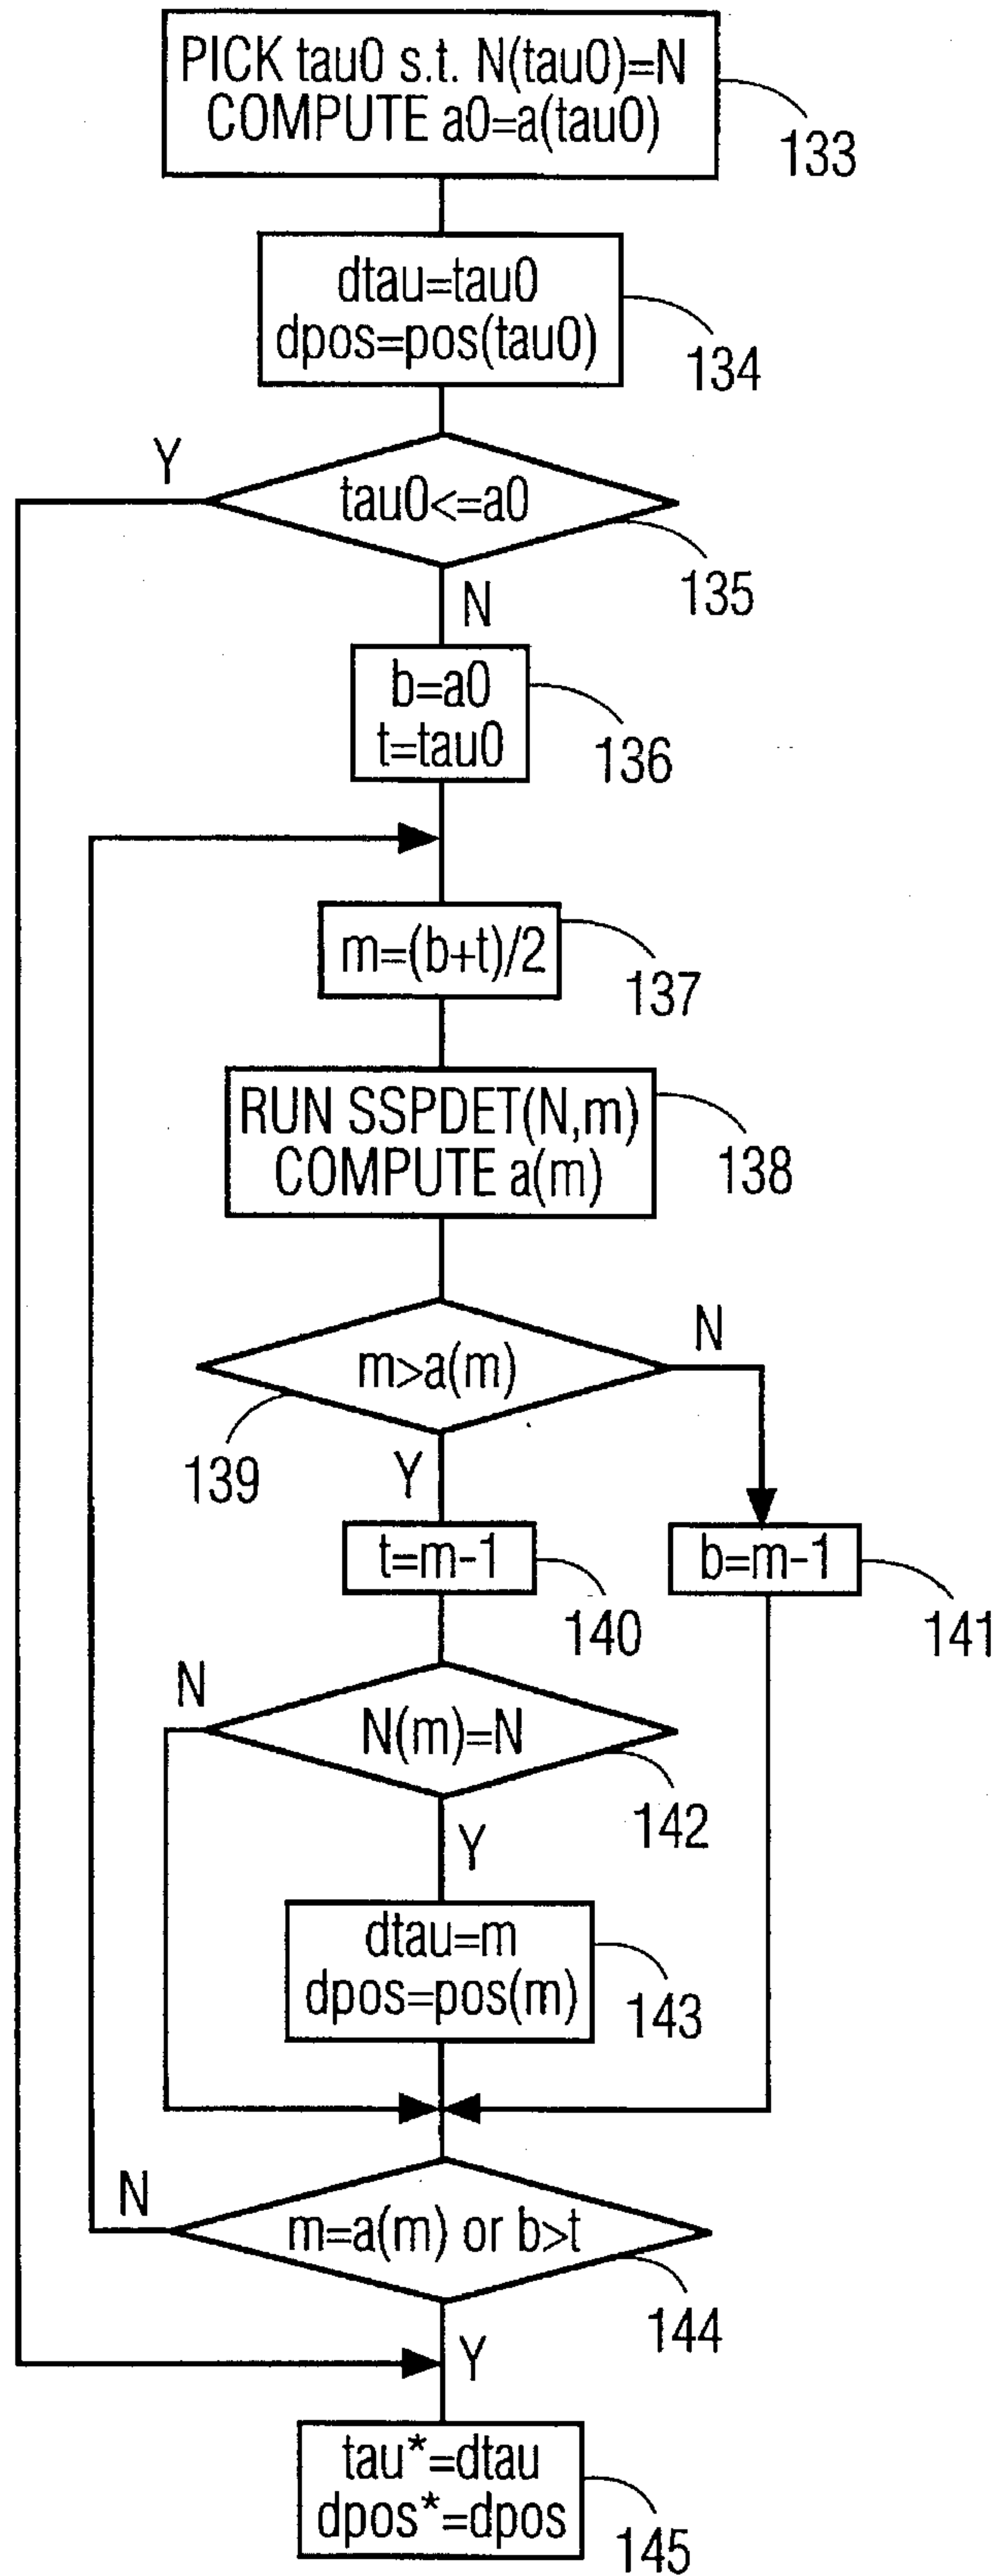 PICK tau0 s.t. N(tau0)=N
COMPUTE a0=a(tau0)
133
dtau=tau0
dpos=pos(tau0)
134
Y
tau0<=a0
135
N
b=a0
t=tau0
136
m=(b+t)/2
137
RUN SSPDET(N,m)
COMPUTE a(m)
138
N
m>a(m)
139
Y
t=m-1
140
b=m-1
141
N
N(m)=N
142
Y
dtau=m
dpos=pos(m)
143
N
m=a(m) or b>t
144
Y
tau*=dtau
dpos*=dpos
145